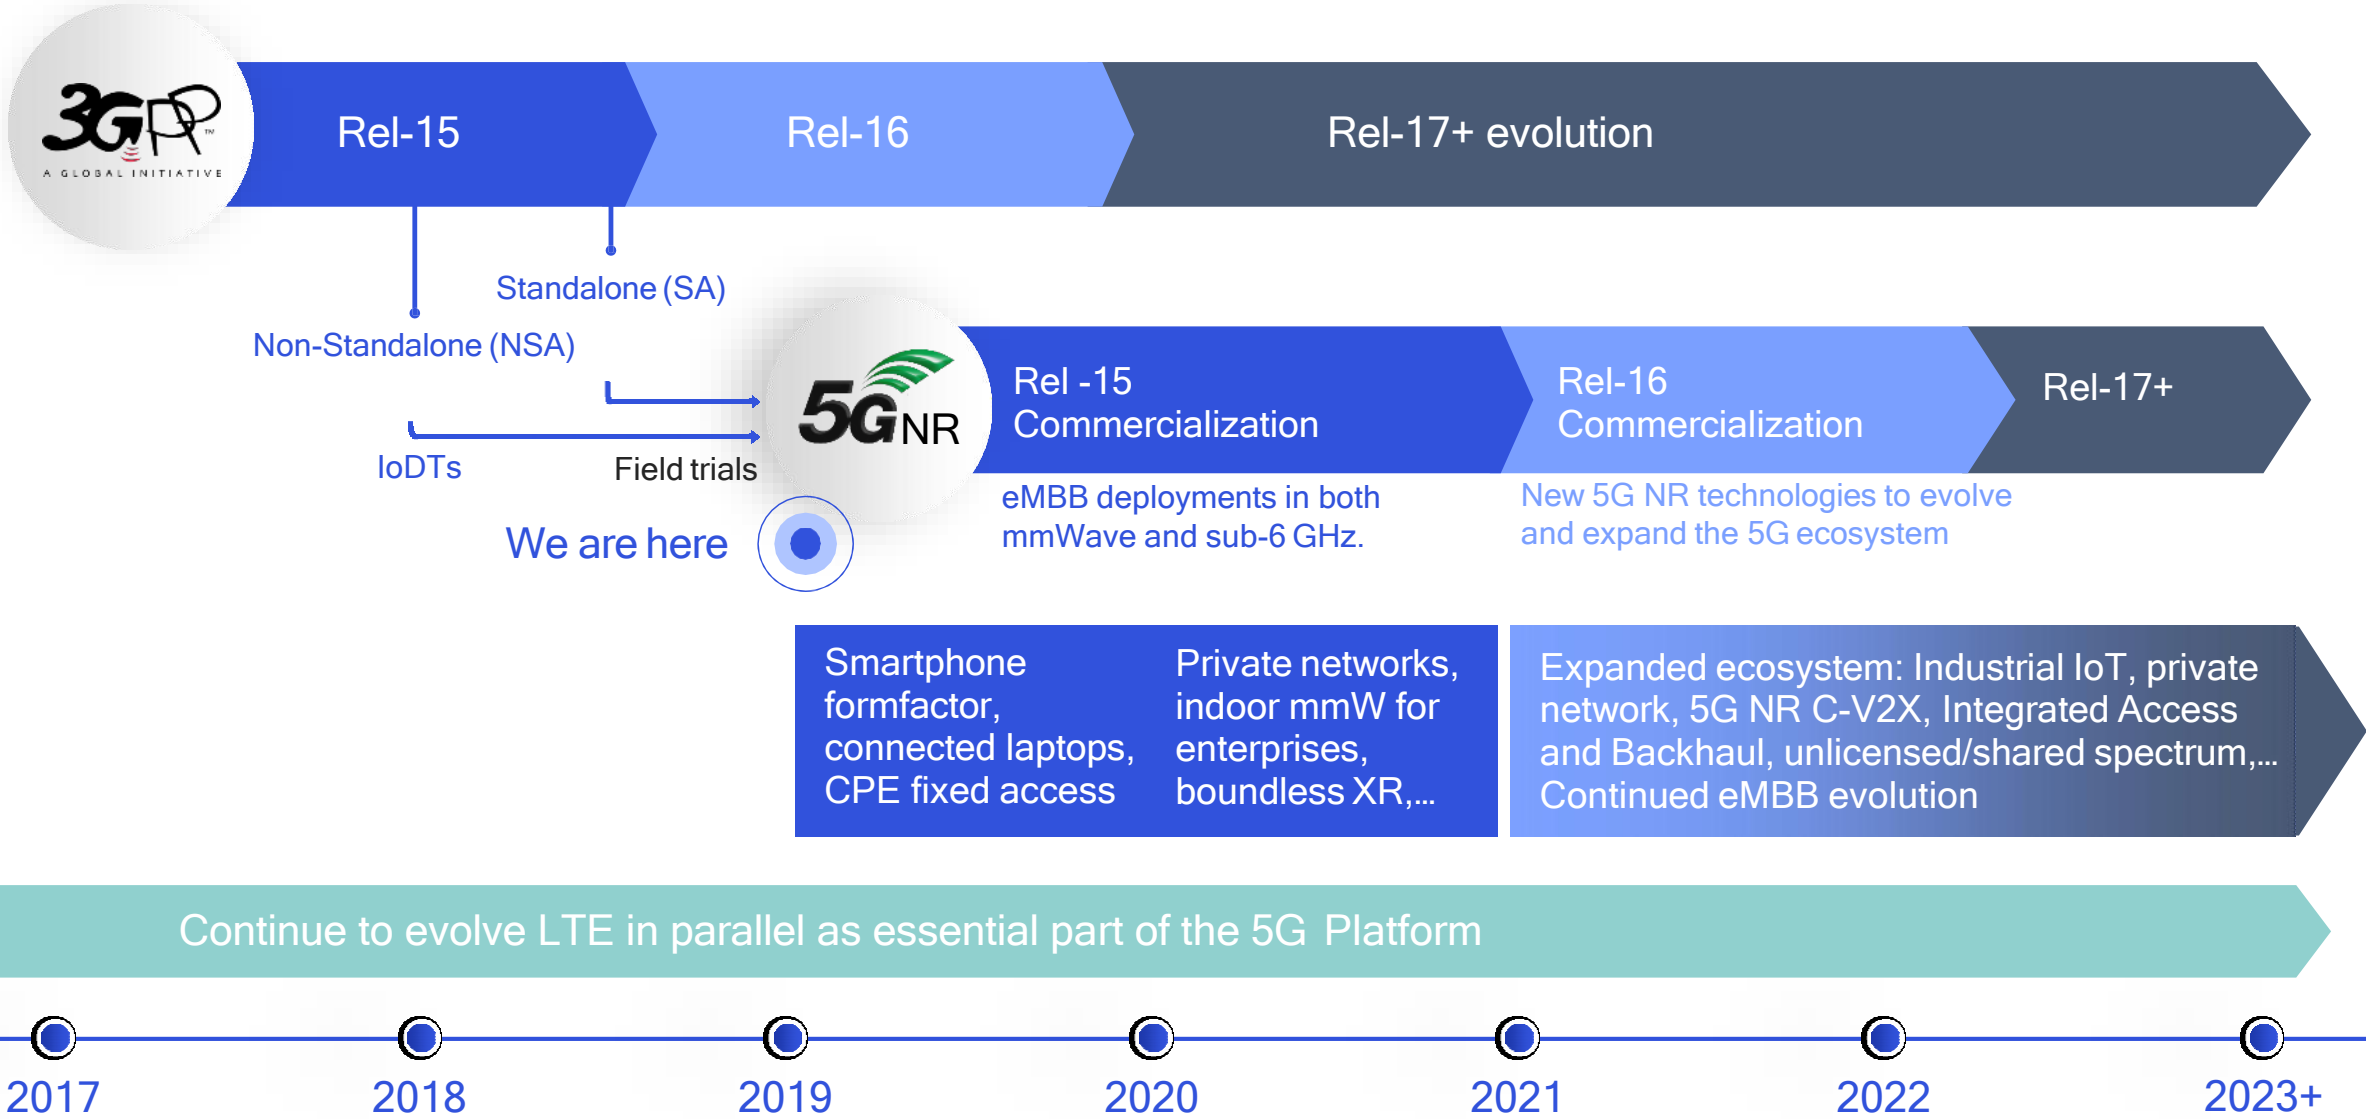 3GPP
TM
A GLOBAL INITIATIVE
Rel-15
Rel-16
Rel-17+ evolution
Standalone (SA)
Non-Standalone (NSA)
IoDTs
Field trials
We are here
5G NR
Rel -15
Commercialization
eMBB deployments in both
mmWave and sub-6 GHz.
Rel-16
Commercialization
New 5G NR technologies to evolve
and expand the 5G ecosystem
Rel-17+
Smartphone
formfactor,
connected laptops,
CPE fixed access
Private networks,
indoor mmW for
enterprises,
boundless XR,...
Expanded ecosystem: Industrial IoT, private
network, 5G NR C-V2X, Integrated Access
and Backhaul, unlicensed/shared spectrum,...
Continued eMBB evolution
Continue to evolve LTE in parallel as essential part of the 5G Platform
2017
2018
2019
2020
2021
2022
2023+